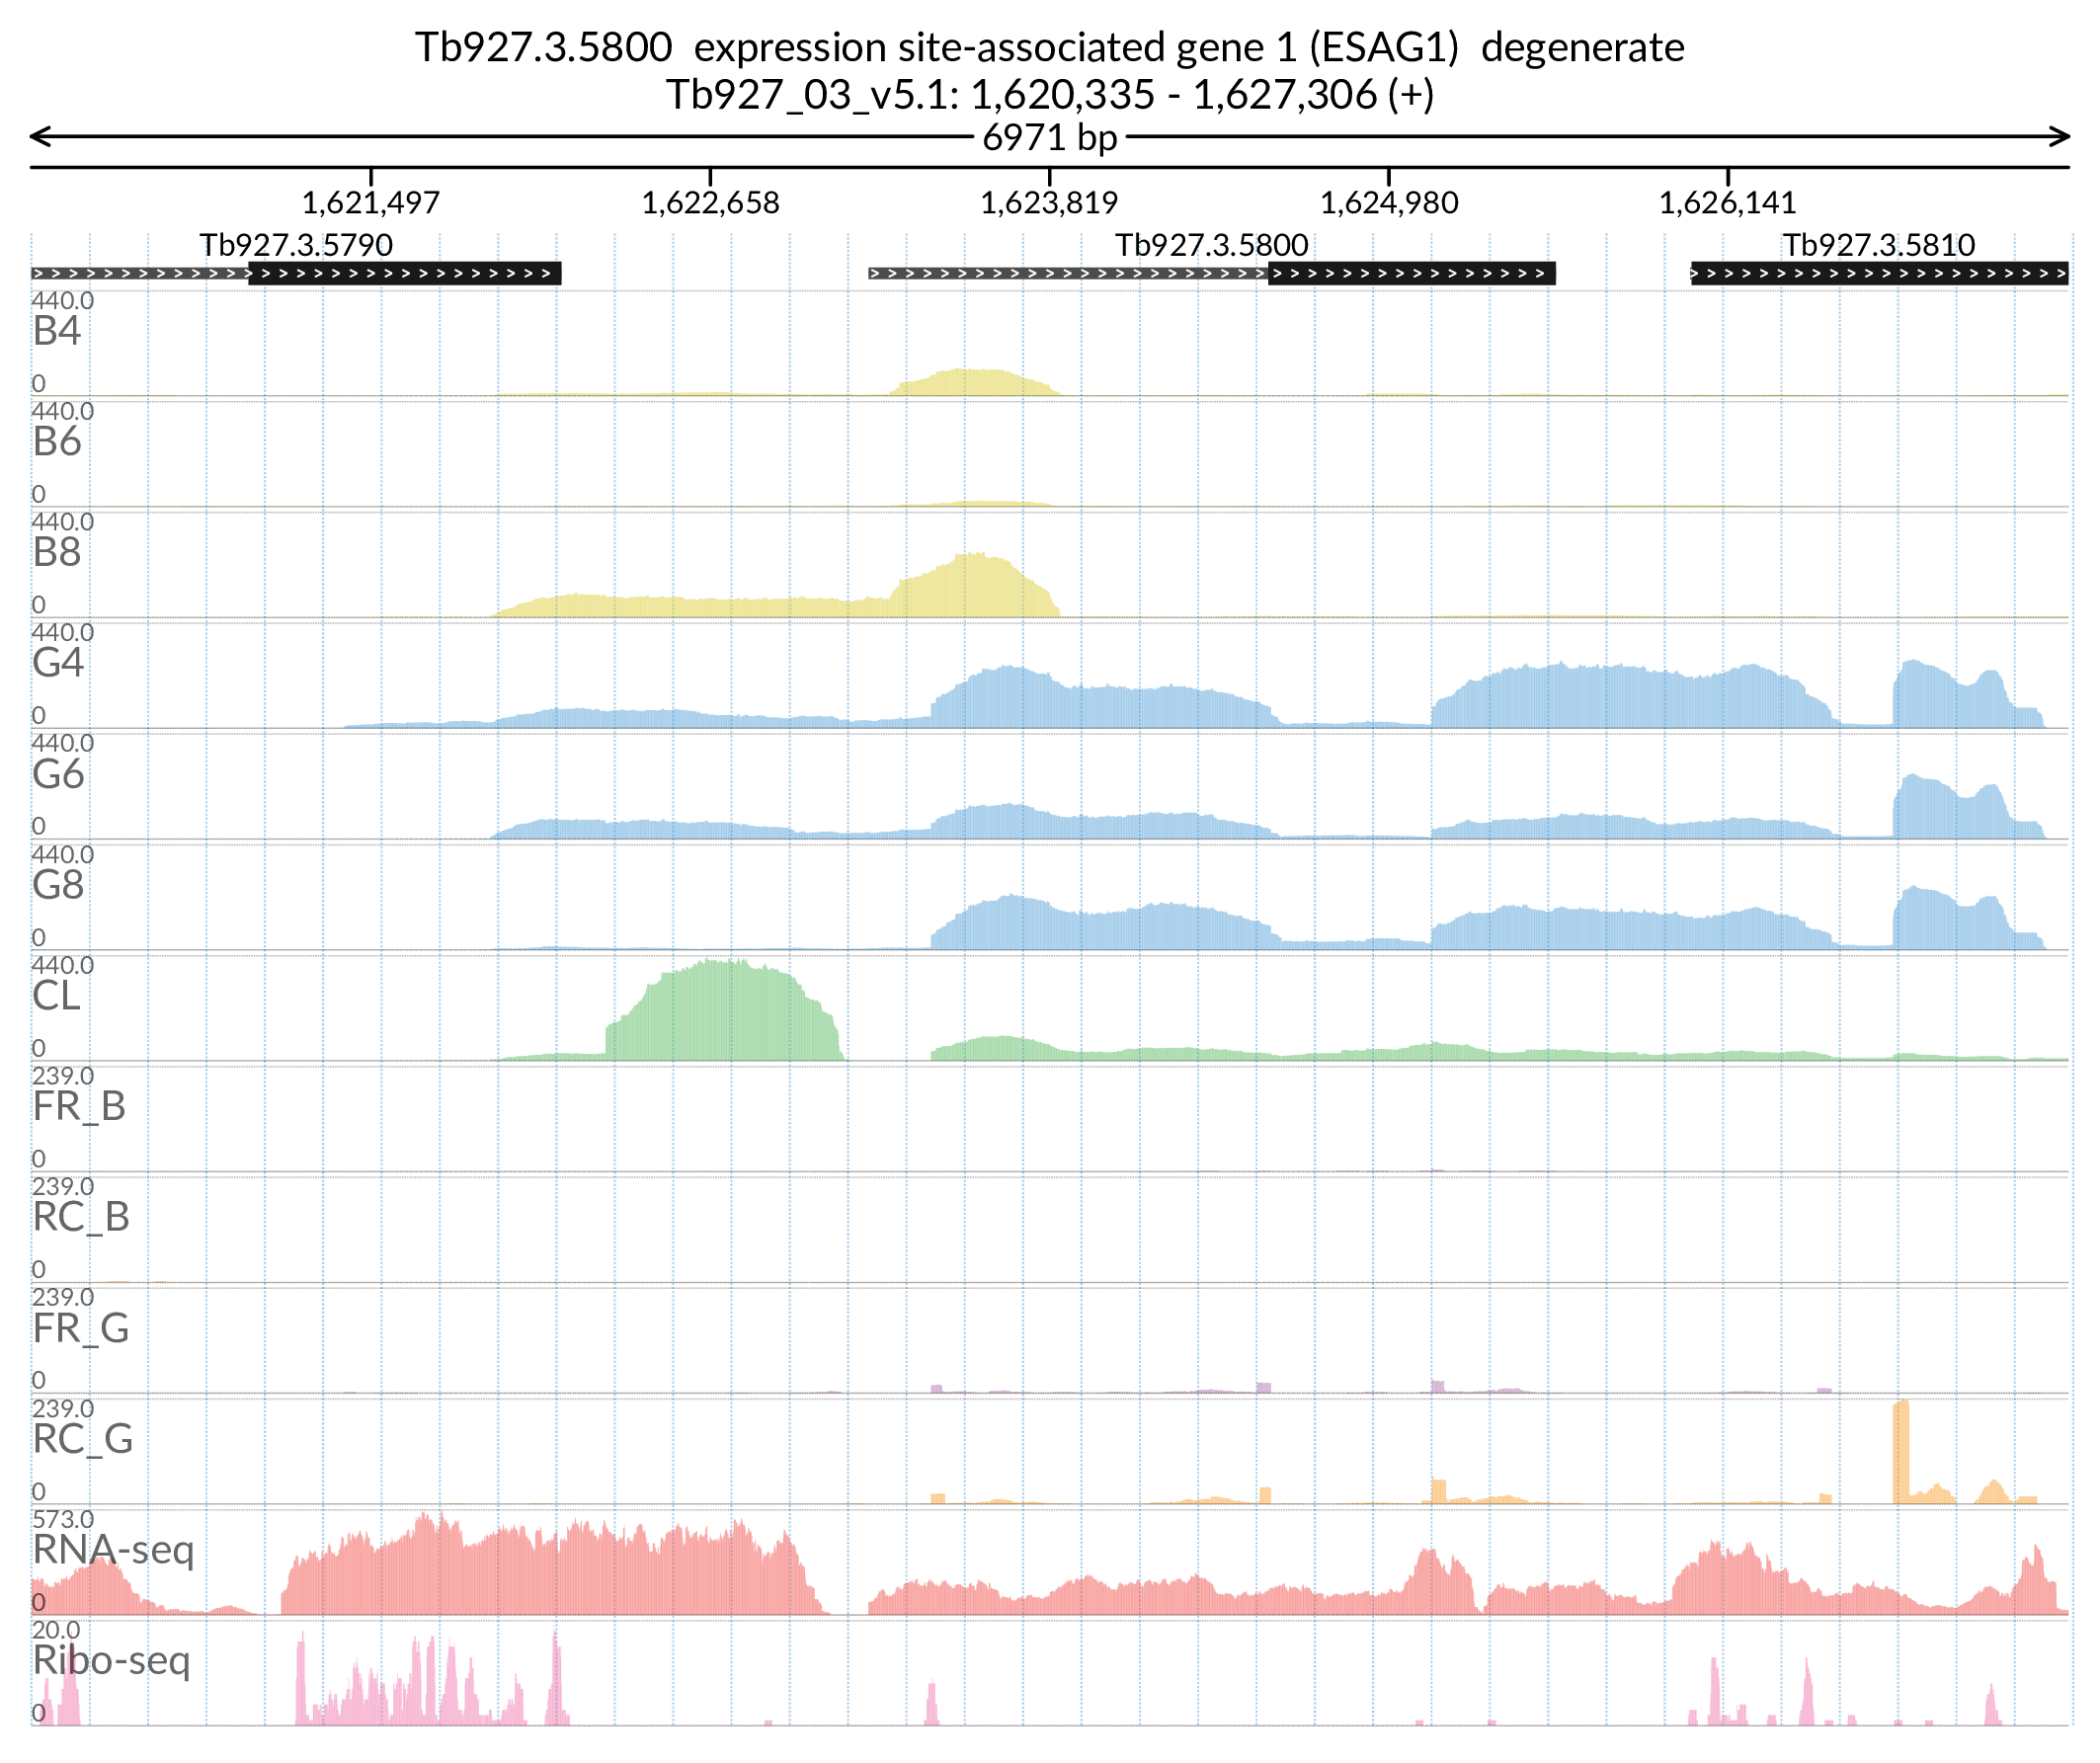 Tb927.3.5800  expression site-associated gene 1 (ESAG1)  degenerate
Tb927_03_v5.1: 1,620,335 - 1,627,306 (+)
6971 bp
1,621,497 1,622,658 1,623,819 1,624,980 1,626,141
Tb927.3.5790 Tb927.3.5800 Tb927.3.5810
440.0
B4
0
440.0
B6
0
440.0
B8
0
440.0
G4
0
440.0
G6
0
440.0
G8
0
440.0
CL
0
239.0
FR_B
0
239.0
RC_B
0
239.0
FR_G
0
239.0
RC_G
0
573.0
RNA-seq
0
20.0
Ribo-seq
0